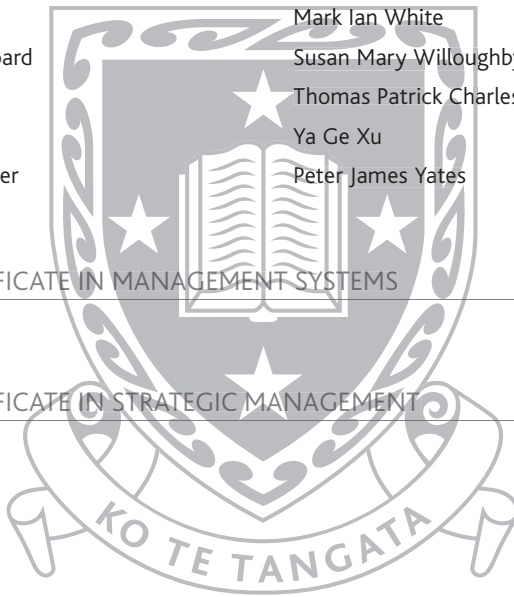 Mark Ian White
Susan Mary Willoughby
Thomas Patrick Charles
Ya Ge Xu
Peter James Yates
FICATE IN MANAGEMENT SYSTEMS
FICATE IN STRATEGIC MANAGEMENT
KO TE TANGATA